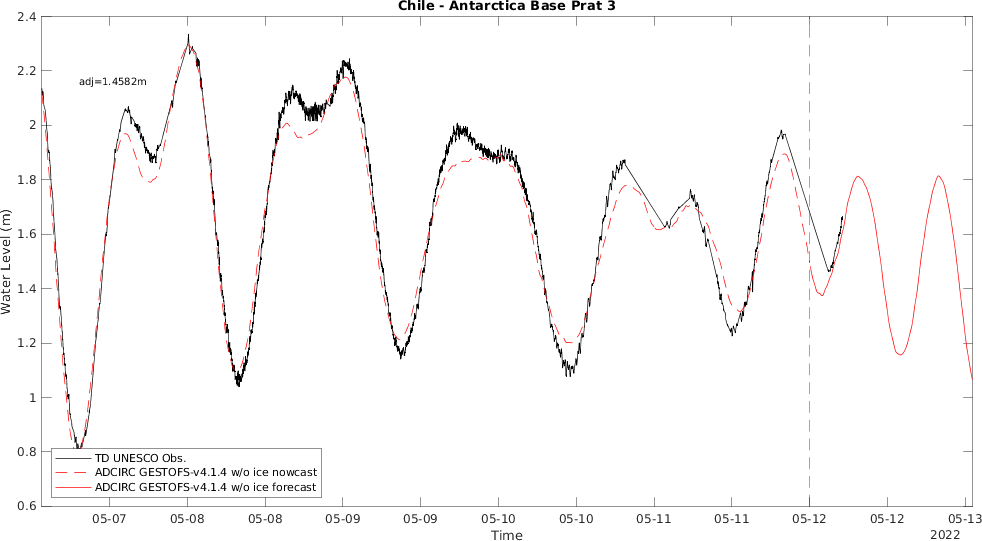 Chile - Antarctica Base Prat 3
2.4
2.2
2
1.8
1.6
1.4
1.2
1
0.8
0.6
Water Level (m)
adj=1.4582m
TD UNESCO Obs.
ADCIRC GESTOFS-v4.1.4 w/o ice nowcast
ADCIRC GESTOFS-v4.1.4 w/o ice forecast
05-07 05-08 05-08 05-09 05-09 05-10 05-10 05-11 05-11 05-12 05-12 05-13
Time
2022